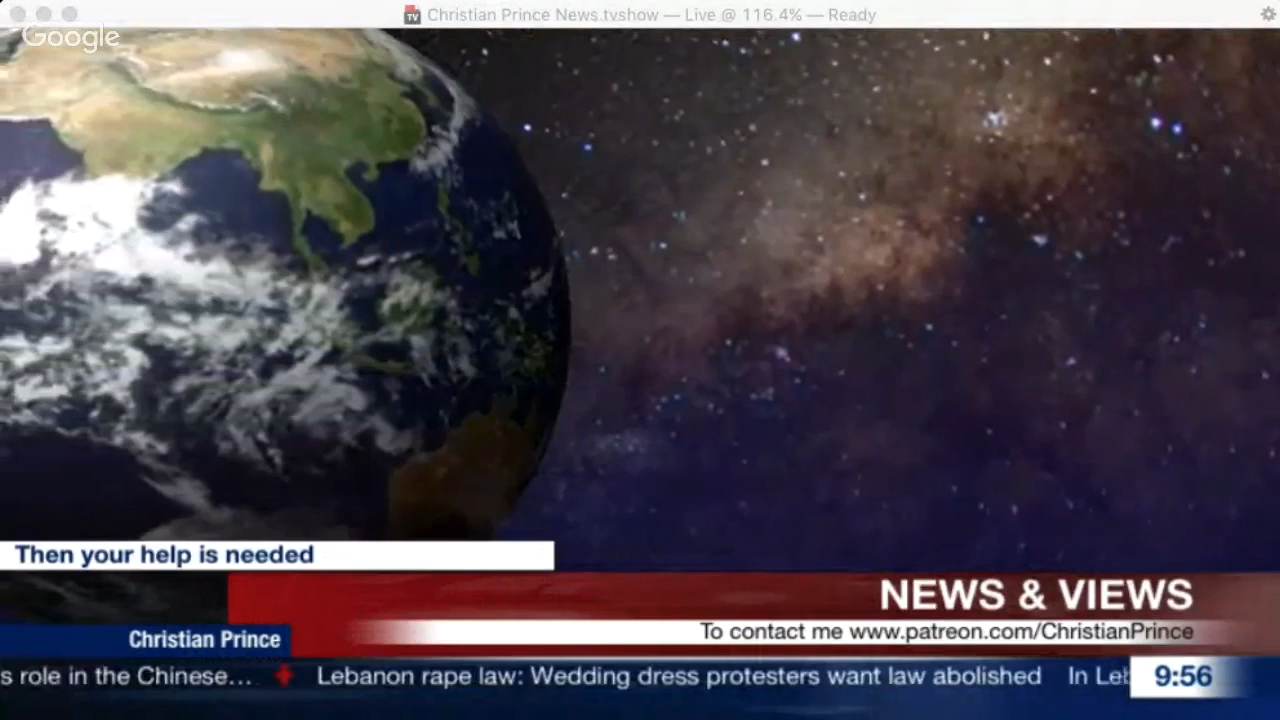 TV Christian Prince News.tvshow — Live @ 116.4% — Ready
Google
Then your help is needed
NEWS & VIEWS
To contact me www.patreon.com/ChristianPrince
Christian Prince
s role in the Chinese... Lebanon rape law: Wedding dress protesters want law abolished In Leb
9:56